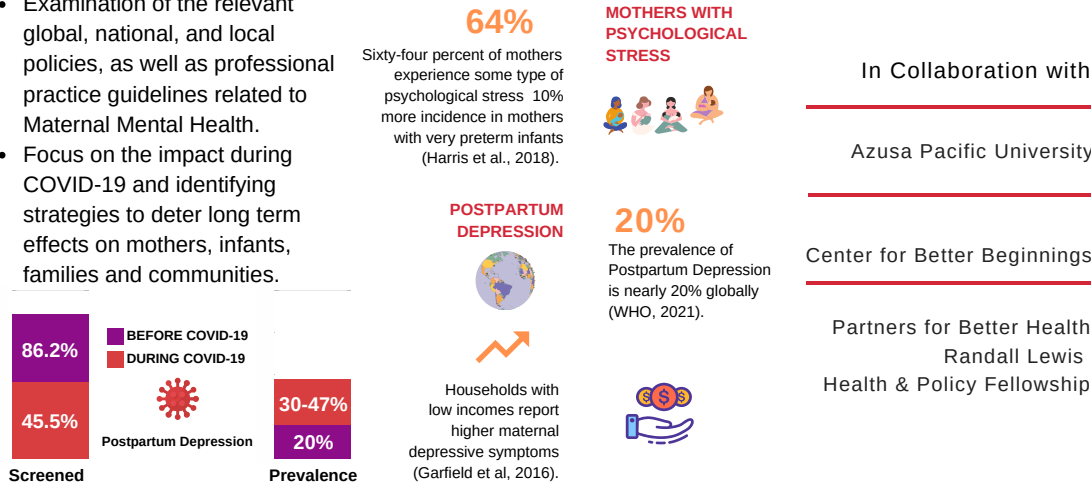 • Examination of the relevant
global, national, and local
policies, as well as professional
practice guidelines related to
Maternal Mental Health.
• Focus on the impact during
COVID-19 and identifying
strategies to deter long term
effects on mothers, infants,
families and communities.
86.2%
45.5%
Screened
BEFORE COVID-19
DURING COVID-19
Postpartum Depression
30-47%
20%
Prevalence
64%
Sixty-four percent of mothers
experience some type of
psychological stress 10%
more incidence in mothers
with very preterm infants
(Harris et al., 2018).
MOTHERS WITH
PSYCHOLOGICAL
STRESS
POSTPARTUM
DEPRESSION
20%
The prevalence of
Postpartum Depression
is nearly 20% globally
(WHO, 2021).
Households with
low incomes report
higher maternal
depressive symptoms
(Garfield et al, 2016).
$ $ $
In Collaboration with
Azusa Pacific University
Center for Better Beginnings
Partners for Better Health
Randall Lewis
Health & Policy Fellowship